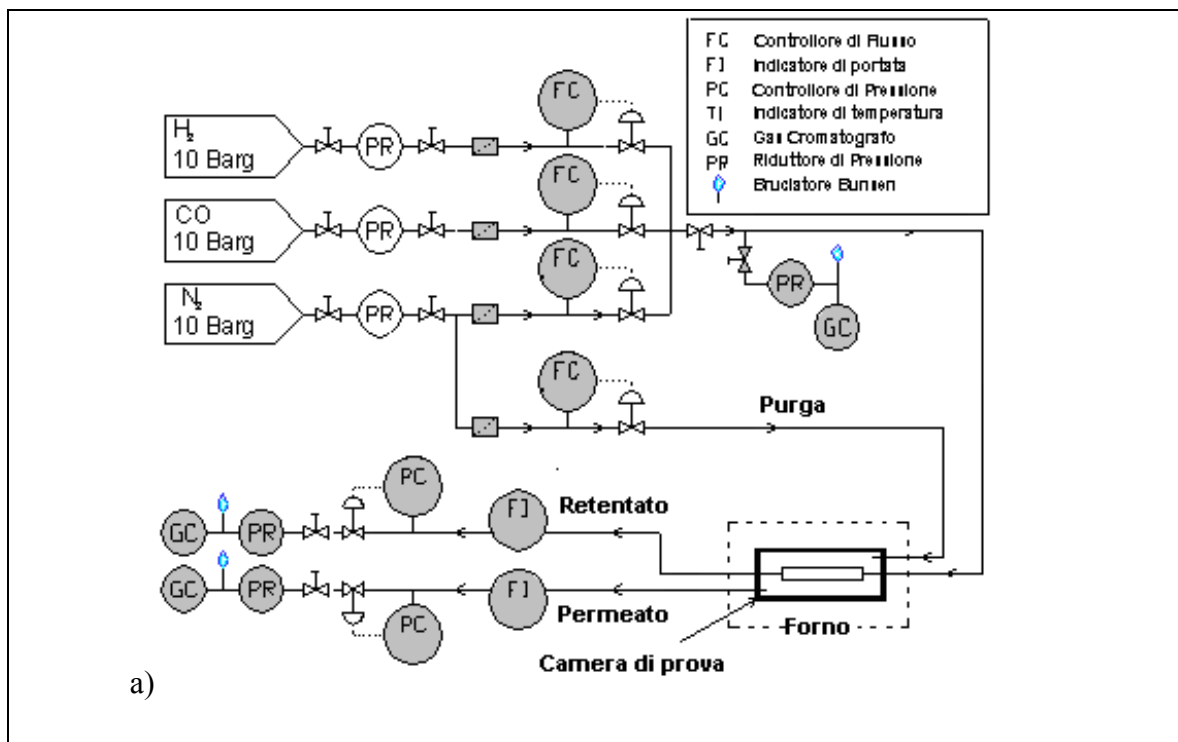 FC Controllore di Flusso
FI Indicatore di portata
PC Controllore di Pressione
TI Indicatore di temperatura
GC Gas Cromatografo
PR Riduttore di Pressione
Bruciatore Bunsen
FC
H2
10 Barg
PR
FC
CO
10 Barg
PR
FC
N2
10 Barg
PR
PR
GC
FC
Purga
PC
Retentato
FI
GC
PR
GC
PR
FI
Permeato
PC
Forno
Camera di prova
a)